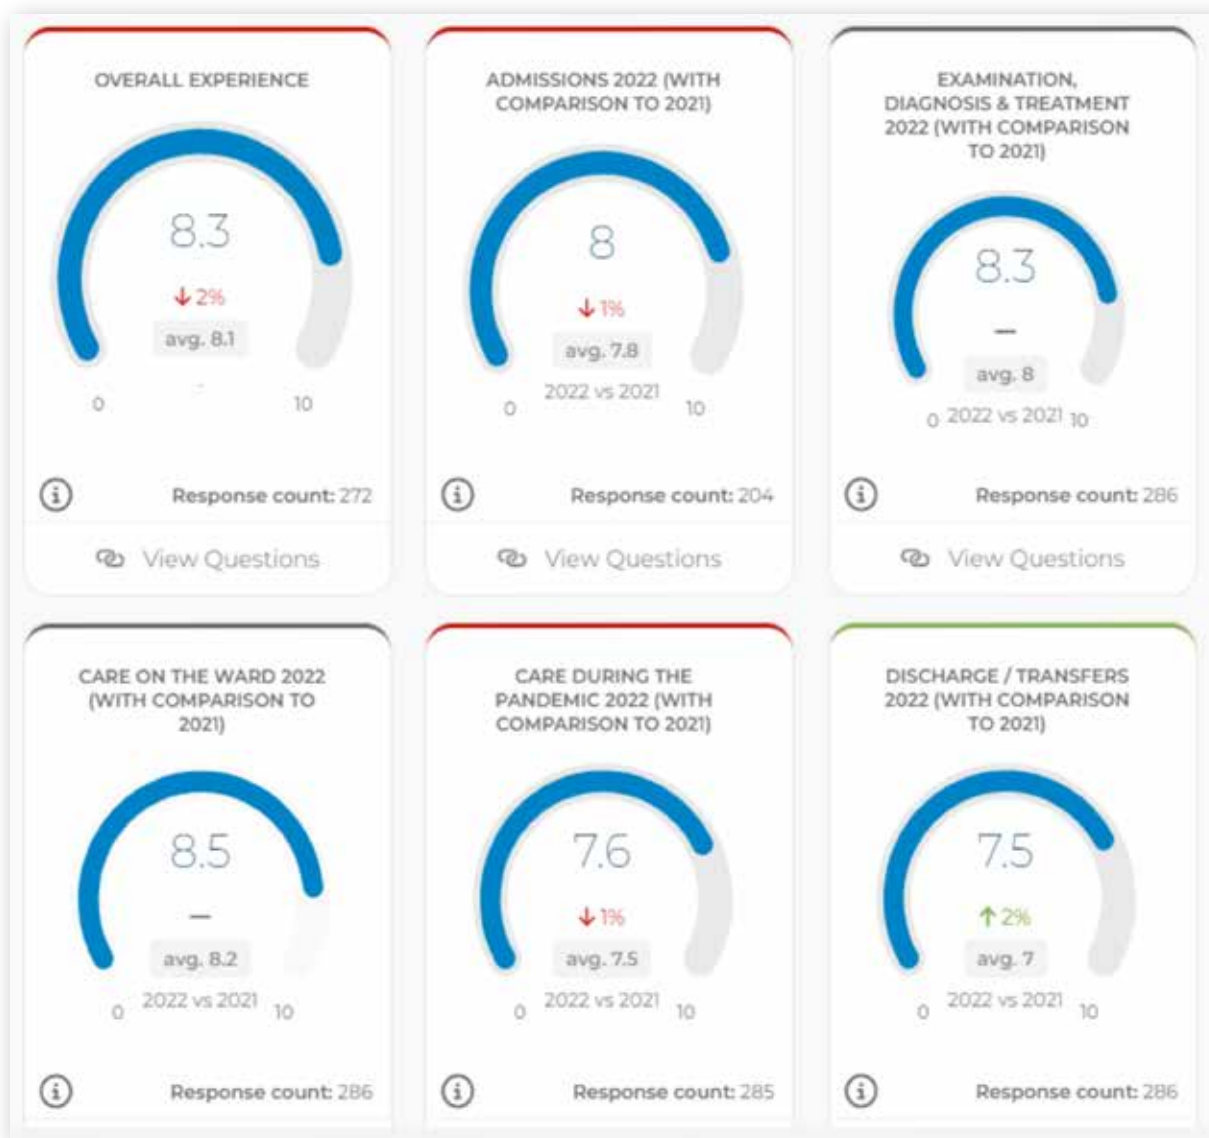 OVERALL EXPERIENCE
8.3
↓ 2%
avg. 8.1
0
10
Response count: 272
View Questions
ADMISSIONS 2022 (WITH
COMPARISON TO 2021)
8
↓ 1%
avg. 7.8
2022 vs 2021
0
10
Response count: 204
View Questions
EXAMINATION,
DIAGNOSIS & TREATMENT
2022 (WITH COMPARISON
TO 2021)
8.3
–
avg. 8
0 2022 vs 2021 10
Response count: 286
View Questions
CARE ON THE WARD 2022
(WITH COMPARISON TO
2021)
8.5
–
avg. 8.2
2022 vs 2021
0
10
Response count: 286
CARE DURING THE
PANDEMIC 2022 (WITH
COMPARISON TO 2021)
7.6
↓ 1%
avg. 7.5
2022 vs 2021
0
10
Response count: 285
DISCHARGE / TRANSFERS
2022 (WITH COMPARISON
TO 2021)
7.5
↑ 2%
avg. 7
2022 vs 2021
0
10
Response count: 286